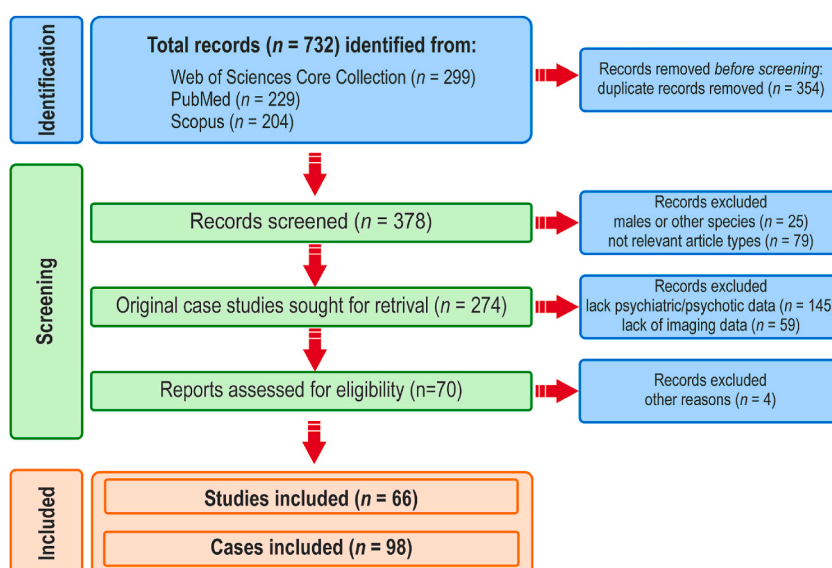 Identification
Total records (n = 732) identified from:
Web of Sciences Core Collection (n = 299)
PubMed (n = 229)
Scopus (n = 204)
Records removed before screening:
duplicate records removed (n = 354)
Screening
Records screened (n = 378)
Records excluded
males or other species (n = 25)
not relevant article types (n = 79)
Original case studies sought for retrival (n = 274)
Records excluded
lack psychiatric/psychotic data (n = 145
lack of imaging data (n = 59)
Reports assessed for eligibility (n=70)
Records excluded
other reasons (n = 4)
Included
Studies included (n = 66)
Cases included (n = 98)